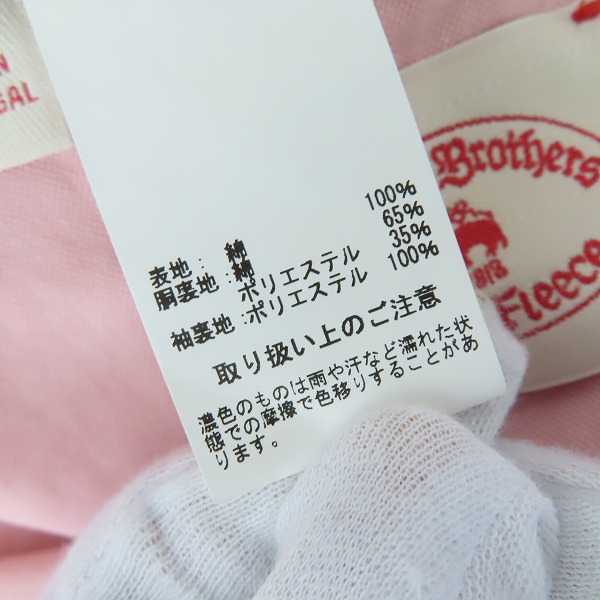 N
GAL
表地： 綿 100%
胴裏地： 綿 65%
ポリエステル 35%
袖裏地：ポリエステル 100%
取り扱い上のご注意
濃色のものは雨や汗など濡れた状
態での摩擦で色移りすることがあ
ります。
Brothers
1818
Fleece